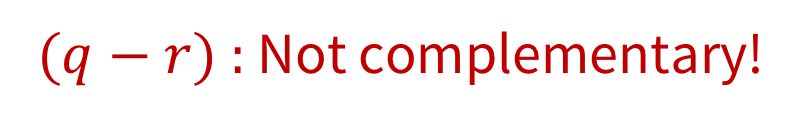 (𝑞 − 𝑟) : Not complementary!